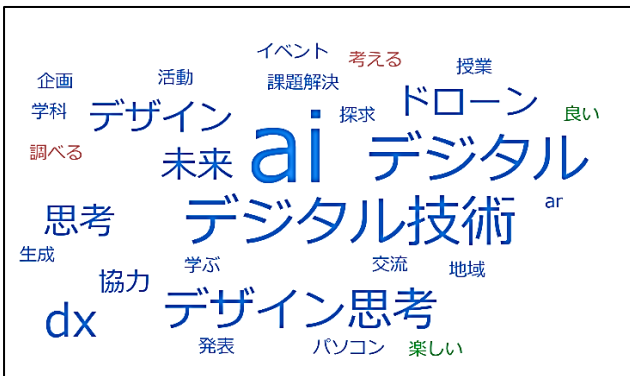 イベント
考える
企画
活動
課題解決
授業
学科
デザイン
探求
ドローン
良い
調べる
未来
ai
デジタル
思考
デジタル技術
ar
生成
協力
学ぶ
交流
地域
dx
デザイン思考
発表
パソコン
楽しい